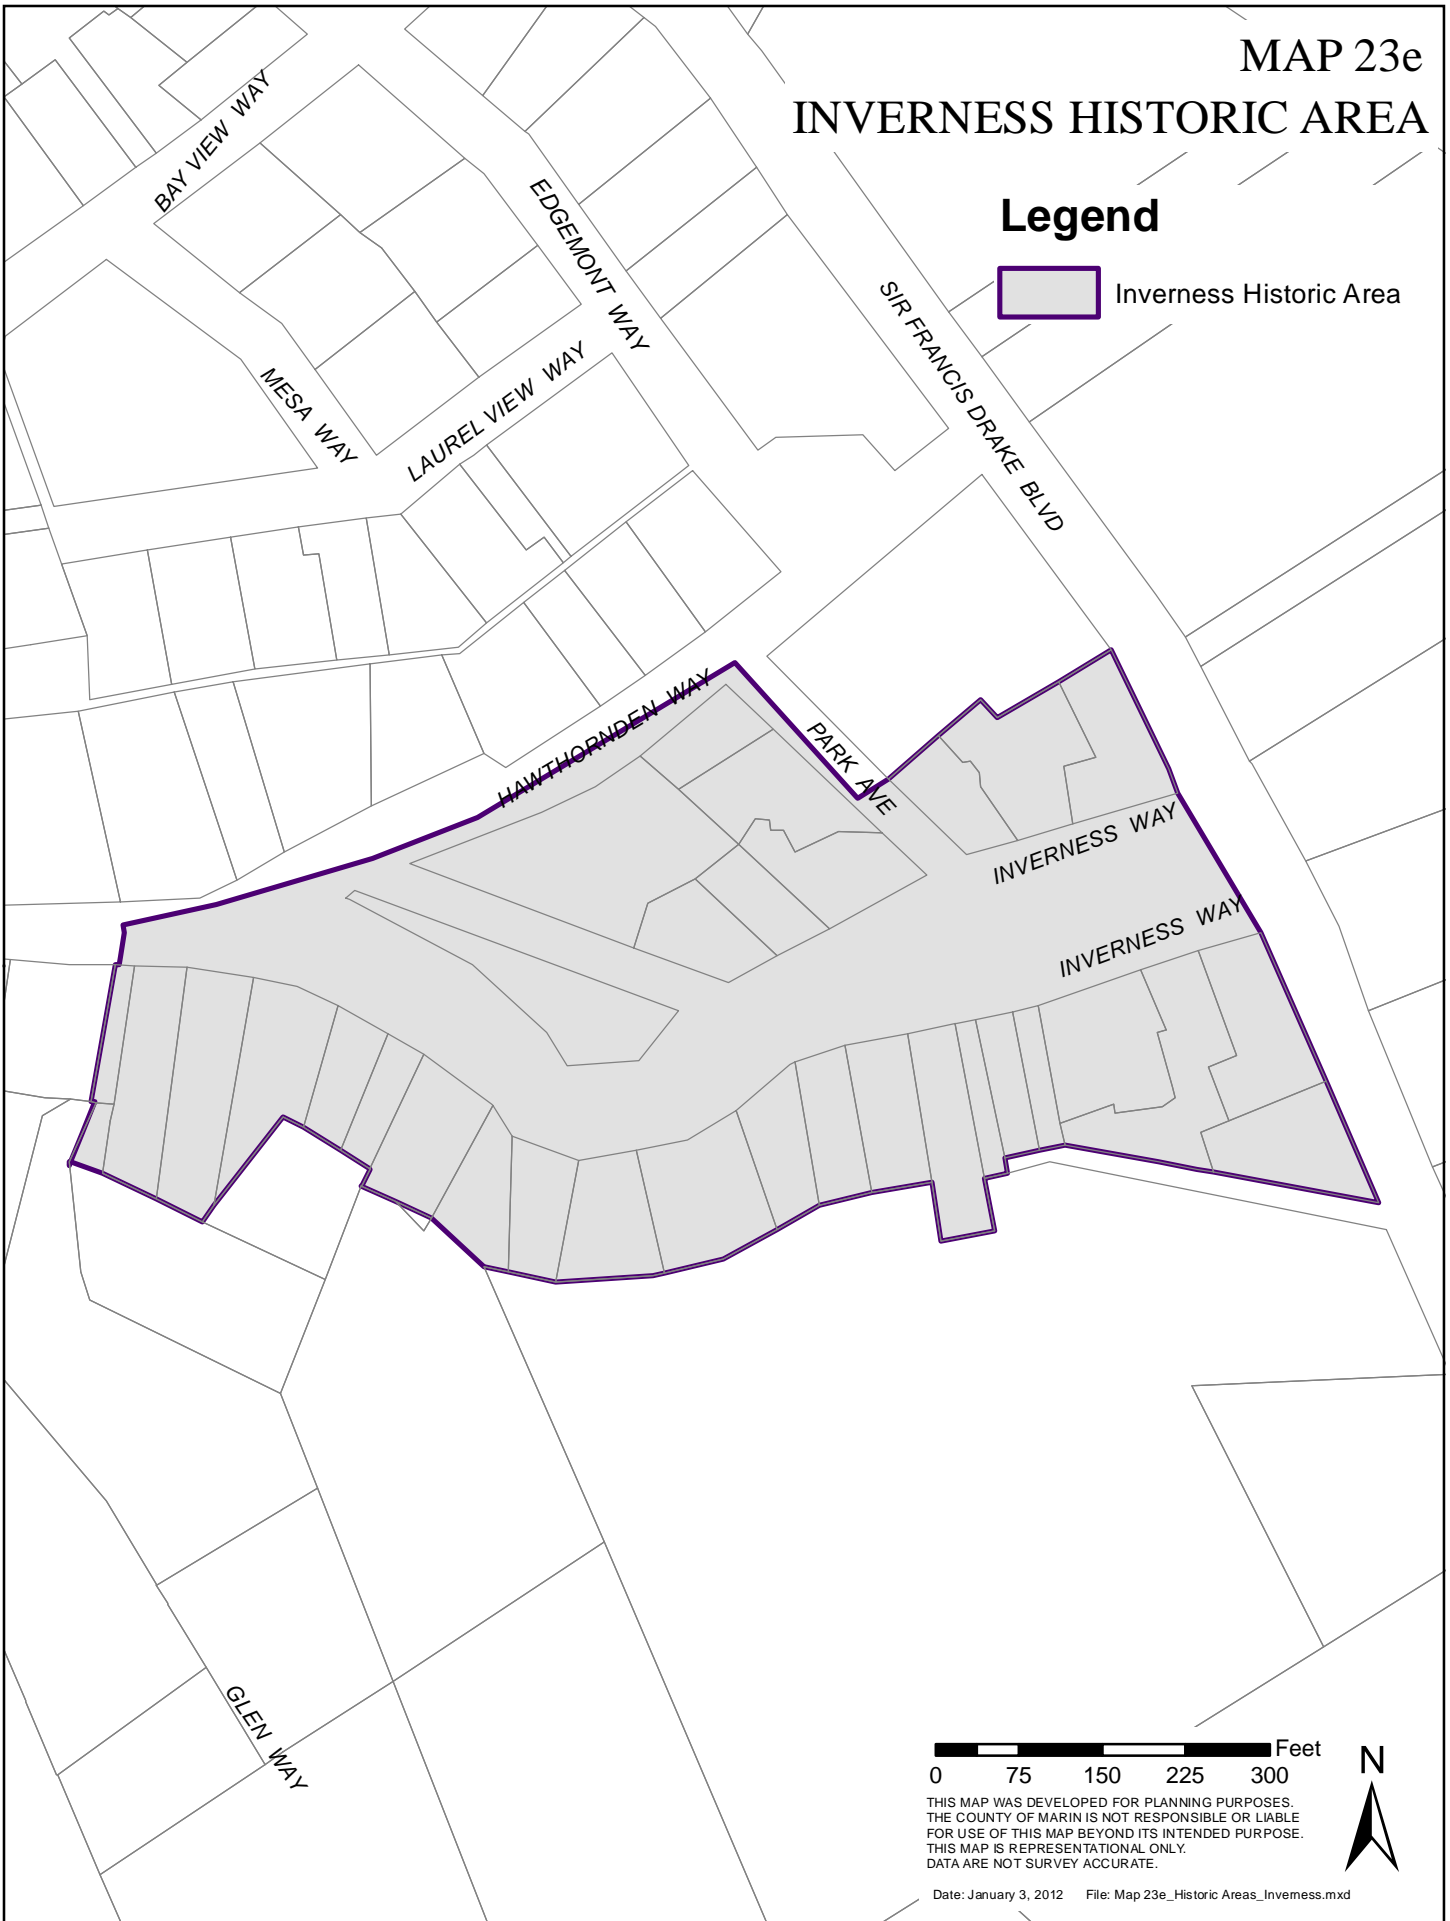 MAP 23e
INVERNESS HISTORIC AREA
Legend
Inverness Historic Area
BAY VIEW WAY
EDGEMONT WAY
SIR FRANCIS DRAKE BLVD
MESA WAY
LAUREL VIEW WAY
HAWTHORNDEN WAY
PARK AVE
INVERNESS WAY
INVERNESS WAY
GLEN WAY
Feet
0 75 150 225 300
N
THIS MAP WAS DEVELOPED FOR PLANNING PURPOSES.
THE COUNTY OF MARIN IS NOT RESPONSIBLE OR LIABLE
FOR USE OF THIS MAP BEYOND ITS INTENDED PURPOSE.
THIS MAP IS REPRESENTATIONAL ONLY.
DATA ARE NOT SURVEY ACCURATE.
Date: January 3, 2012 File: Map 23e_Historic Areas_Inverness.mxd